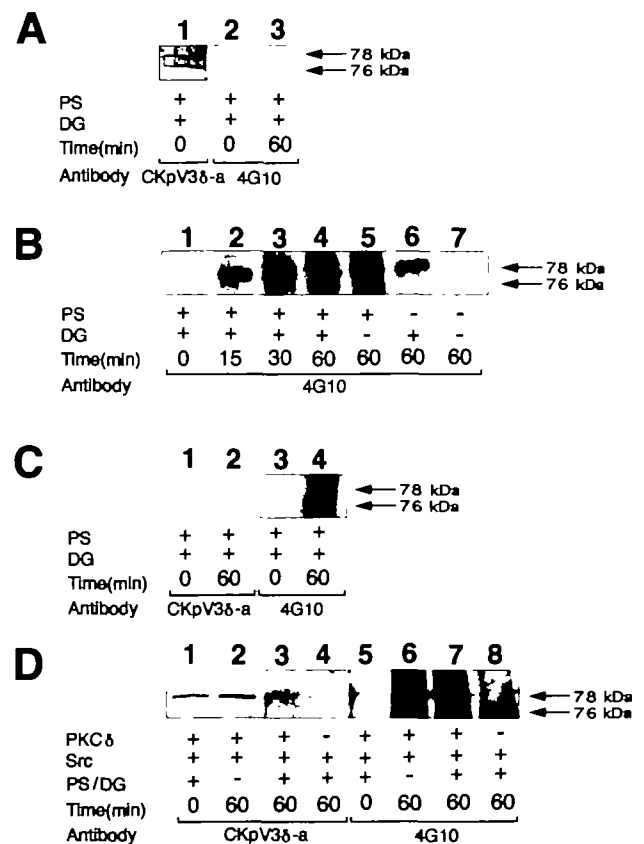 A
1 2 3
78 kDa
76 kDa
PS + + +
DG + + +
Time(min) 0 0 60
Antibody CKpV3δ-a 4G10
B
1 2 3 4 5 6 7
78 kDa
76 kDa
PS + + + + + - -
DG + + + + - + -
Time(min) 0 15 30 60 60 60 60
Antibody 4G10
C
1 2 3 4
78 kDa
76 kDa
PS + + + +
DG + + + +
Time(min) 0 60 0 60
Antibody CKpV3δ-a 4G10
D
1 2 3 4 5 6 7 8
78 kDa
76 kDa
PKCδ + + + - + + + -
Src + + + + + + + +
PS/DG + - + + + - + +
Time(min) 0 60 60 60 0 60 60 60
Antibody CKpV3δ-a 4G10